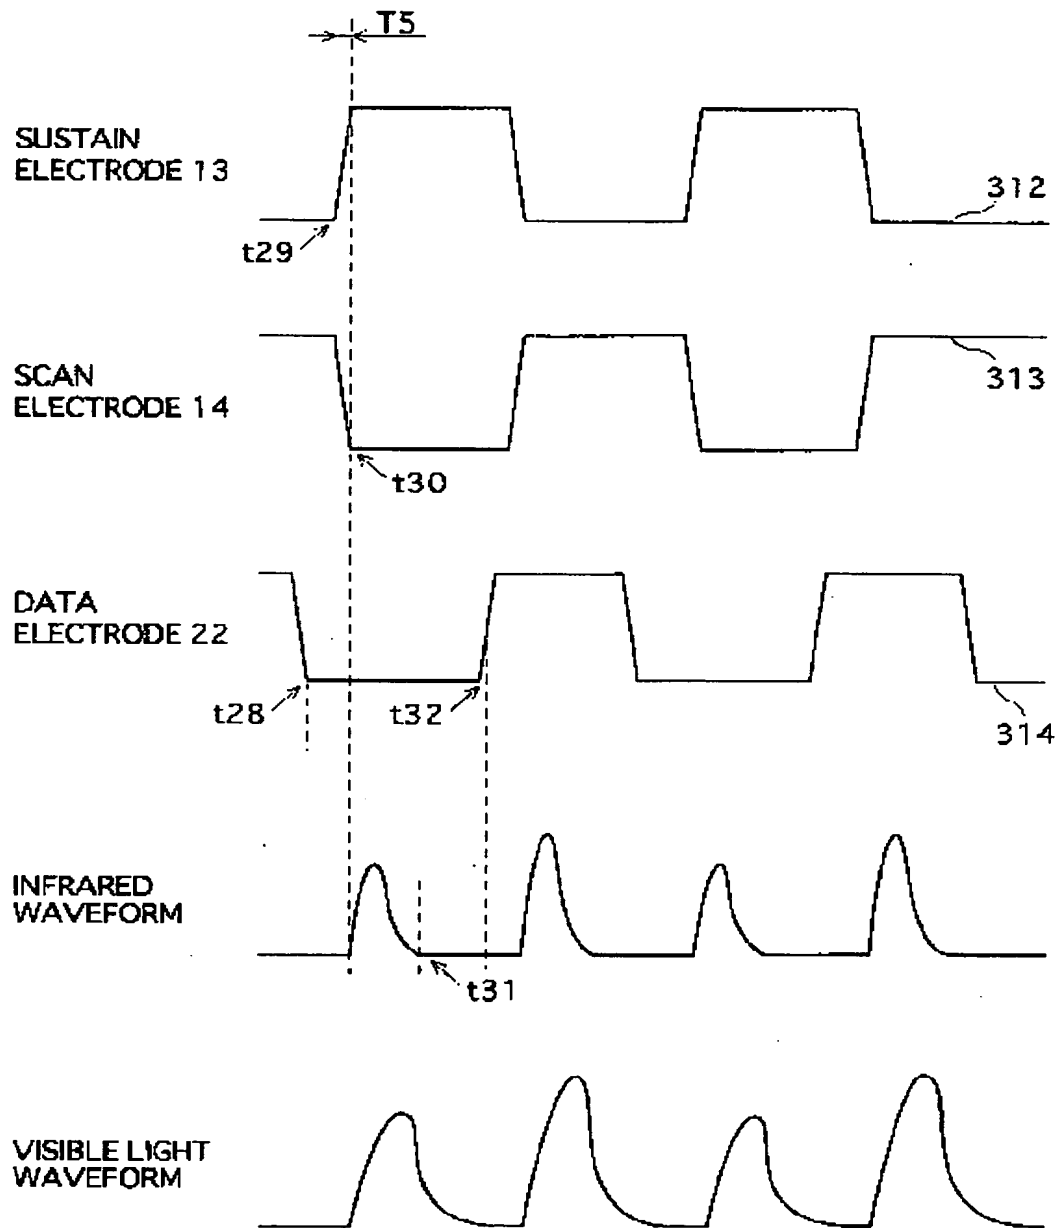 T5
SUSTAIN
ELECTRODE 13
312
t29
SCAN
ELECTRODE 14
313
t30
DATA
ELECTRODE 22
t28
t32
314
INFRARED
WAVEFORM
t31
VISIBLE LIGHT
WAVEFORM